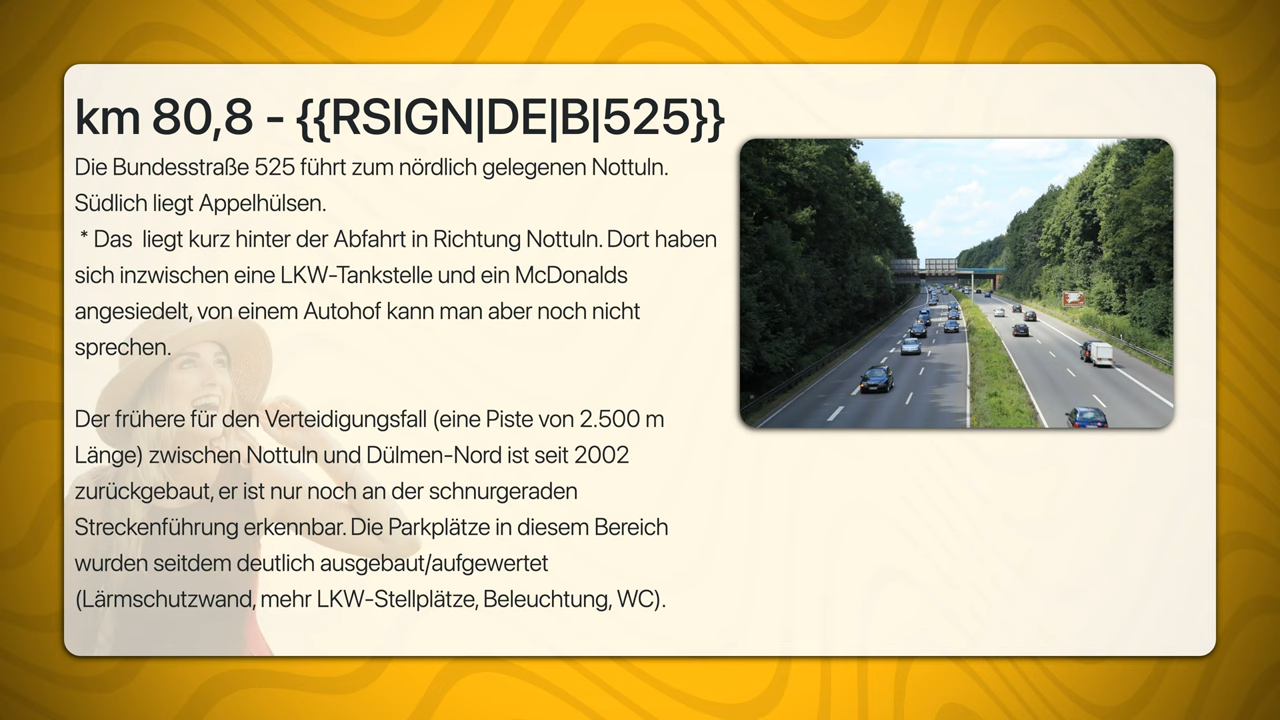 km 80,8 - {{RSIGN|DE|B|525}}
Die Bundesstraße 525 führt zum nördlich gelegenen Nottuln.
Südlich liegt Appelhülsen.
* Das  liegt kurz hinter der Abfahrt in Richtung Nottuln. Dort haben
sich inzwischen eine LKW-Tankstelle und ein McDonalds
angesiedelt, von einem Autohof kann man aber noch nicht
sprechen.
Der frühere für den Verteidigungsfall (eine Piste von 2.500 m
Länge) zwischen Nottuln und Dülmen-Nord ist seit 2002
zurückgebaut, er ist nur noch an der schnurgeraden
Streckenführung erkennbar. Die Parkplätze in diesem Bereich
wurden seitdem deutlich ausgebaut/aufgewertet
(Lärmschutzwand, mehr LKW-Stellplätze, Beleuchtung, WC).